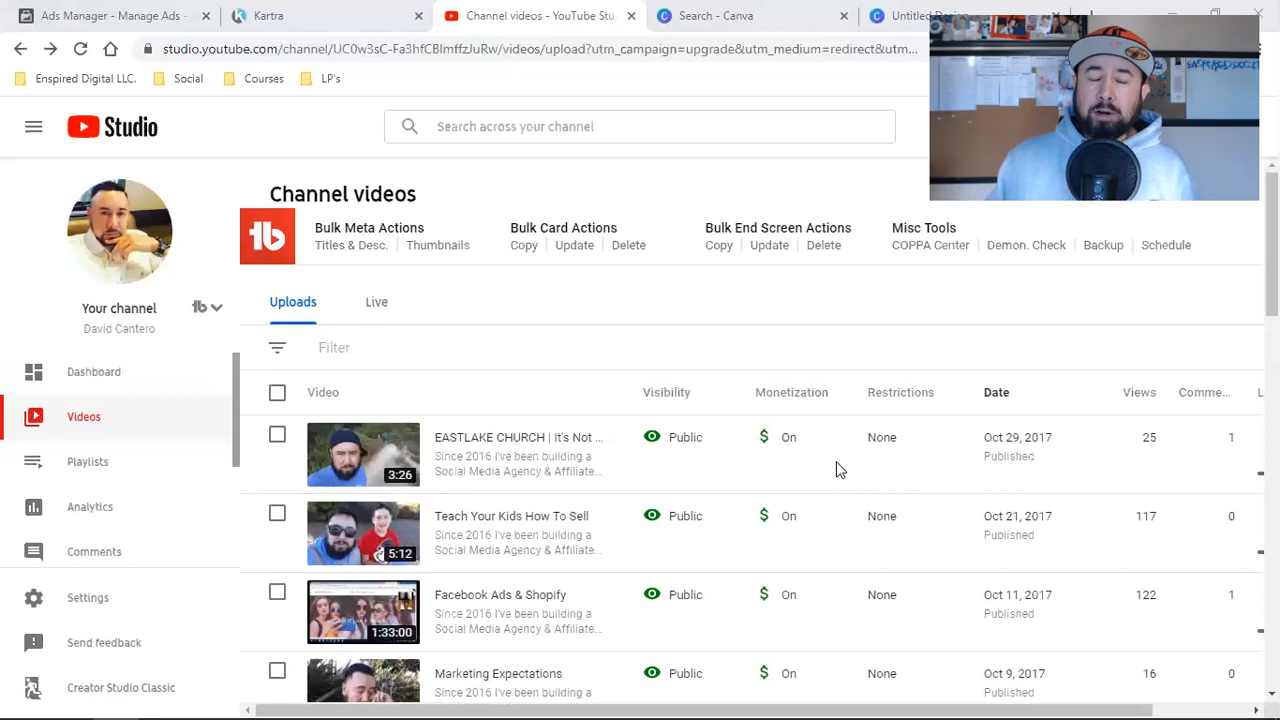 Ads Manager - Manage Ads
Kartra
Channel videos - YouTube Stu
Search - Canva
studio.youtube.com/chann
/videos/upload?utm_campaign=upgrade&utm_medium=redirect&utm...
Enspired Digital LLC.
Social
Courses
LP's
Studio
Search across your channel
Channel videos
Bulk Meta Actions
Bulk Card Actions
Bulk End Screen Actions
Misc Tools
Titles & Desc. Thumbnails
Copy Update Delete
Copy Update Delete
COPPA Center Demon. Check Backup Schedule
Your channel
David Cantero
Uploads
Live
Filter
Dashboard
Videos
Playlists
Analytics
Comments
Settings
Send feedback
Creator Studio Classic
Video Visibility Monetization Restrictions Date Views Comme...
EASTLAKE CHURCH | It's Not ...
Since 2016 I've been building a
Social Media Agency & Affiliate...
3:26
Public
On
None
Oct 29, 2017
Published
25
1
Teach Your Kids How To Sell
Since 2016 I've been building a
Social Media Agency & Affiliate...
5:12
Public
On
None
Oct 21, 2017
Published
117
0
Facebook Ads & Shopify
Since 2016 I've been building a
Social Media Agency & Affiliate...
1:33:00
Public
On
None
Oct 11, 2017
Published
122
1
Marketing Expectations
Since 2016 I've been building a
Public
On
None
Oct 9, 2017
Published
16
0